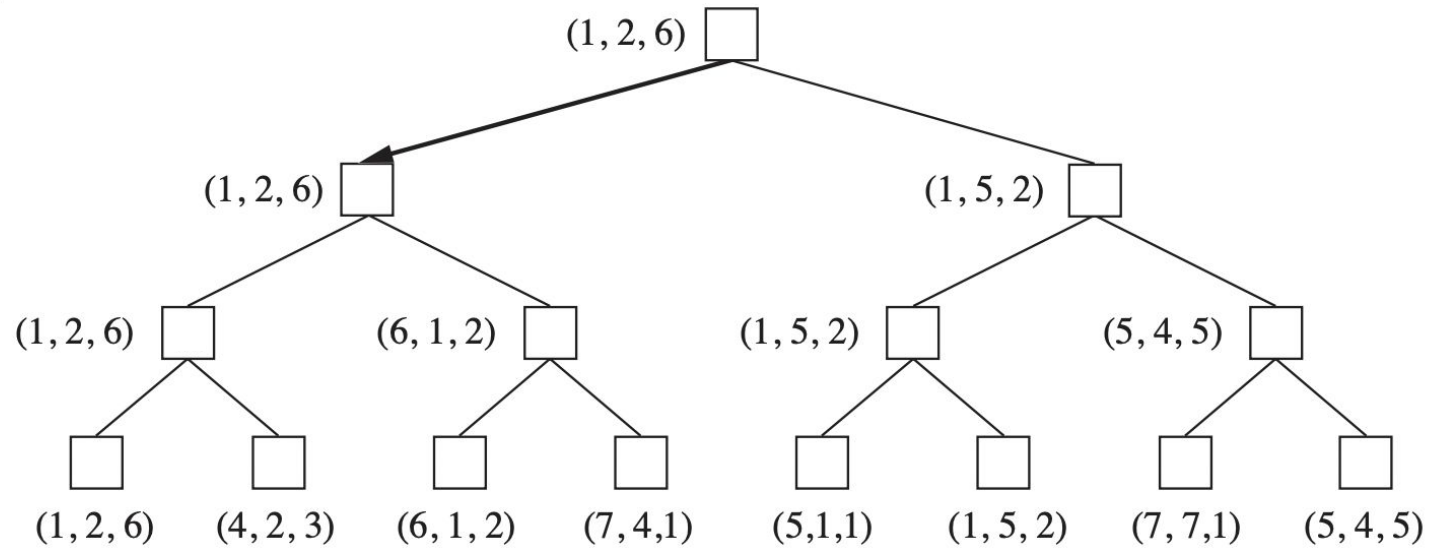 (1, 2, 6)
(1, 2, 6) (1, 5, 2)
(1, 2, 6) (6, 1, 2) (1, 5, 2) (5, 4, 5)
(1, 2, 6) (4, 2, 3) (6, 1, 2) (7, 4,1) (5,1,1) (1, 5, 2) (7, 7,1) (5, 4, 5)